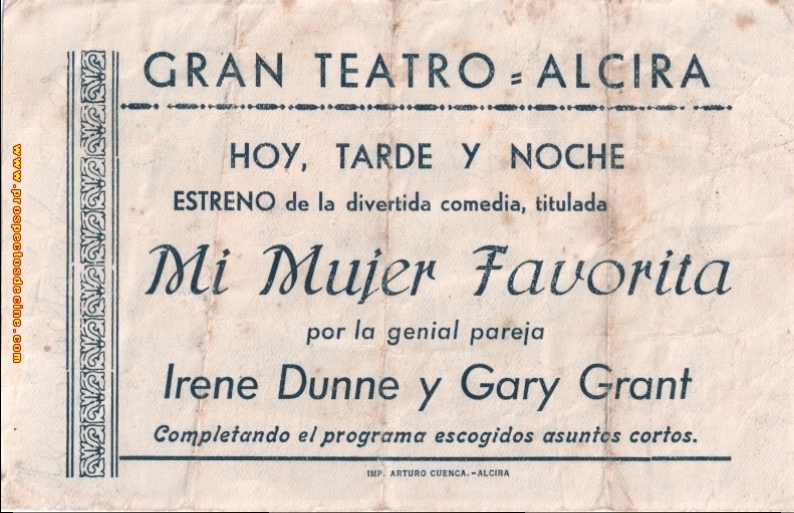 GRAN TEATRO = ALCIRA
HOY, TARDE Y NOCHE
ESTRENO de la divertida comedia, titulada
Mi Mujer Favorita
por la genial pareja
Irene Dunne y Gary Grant
Completando el programa escogidos asuntos cortos.
IMP. ARTURO CUENCA.-ALCIRA
www.prospectosdecine.com